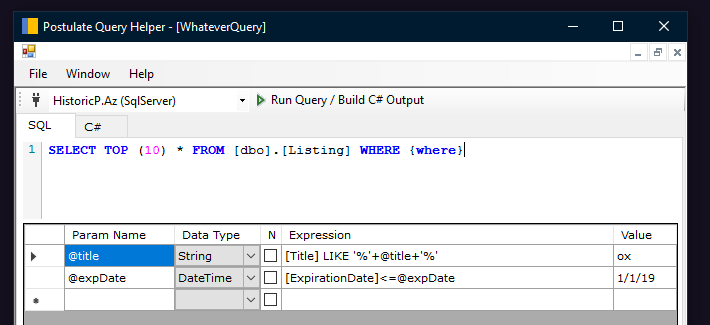 Postulate Query Helper - [WhateverQuery]
File Window Help
HistoricP.Az (SqlServer) Run Query / Build C# Output
SQL C#
1 SELECT TOP (10) * FROM [dbo].[Listing] WHERE {where}
Param Name Data Type N Expression Value
@title String [Title] LIKE '%'+@title+'%' ox
@expDate DateTime [ExpirationDate]<=@expDate 1/1/19